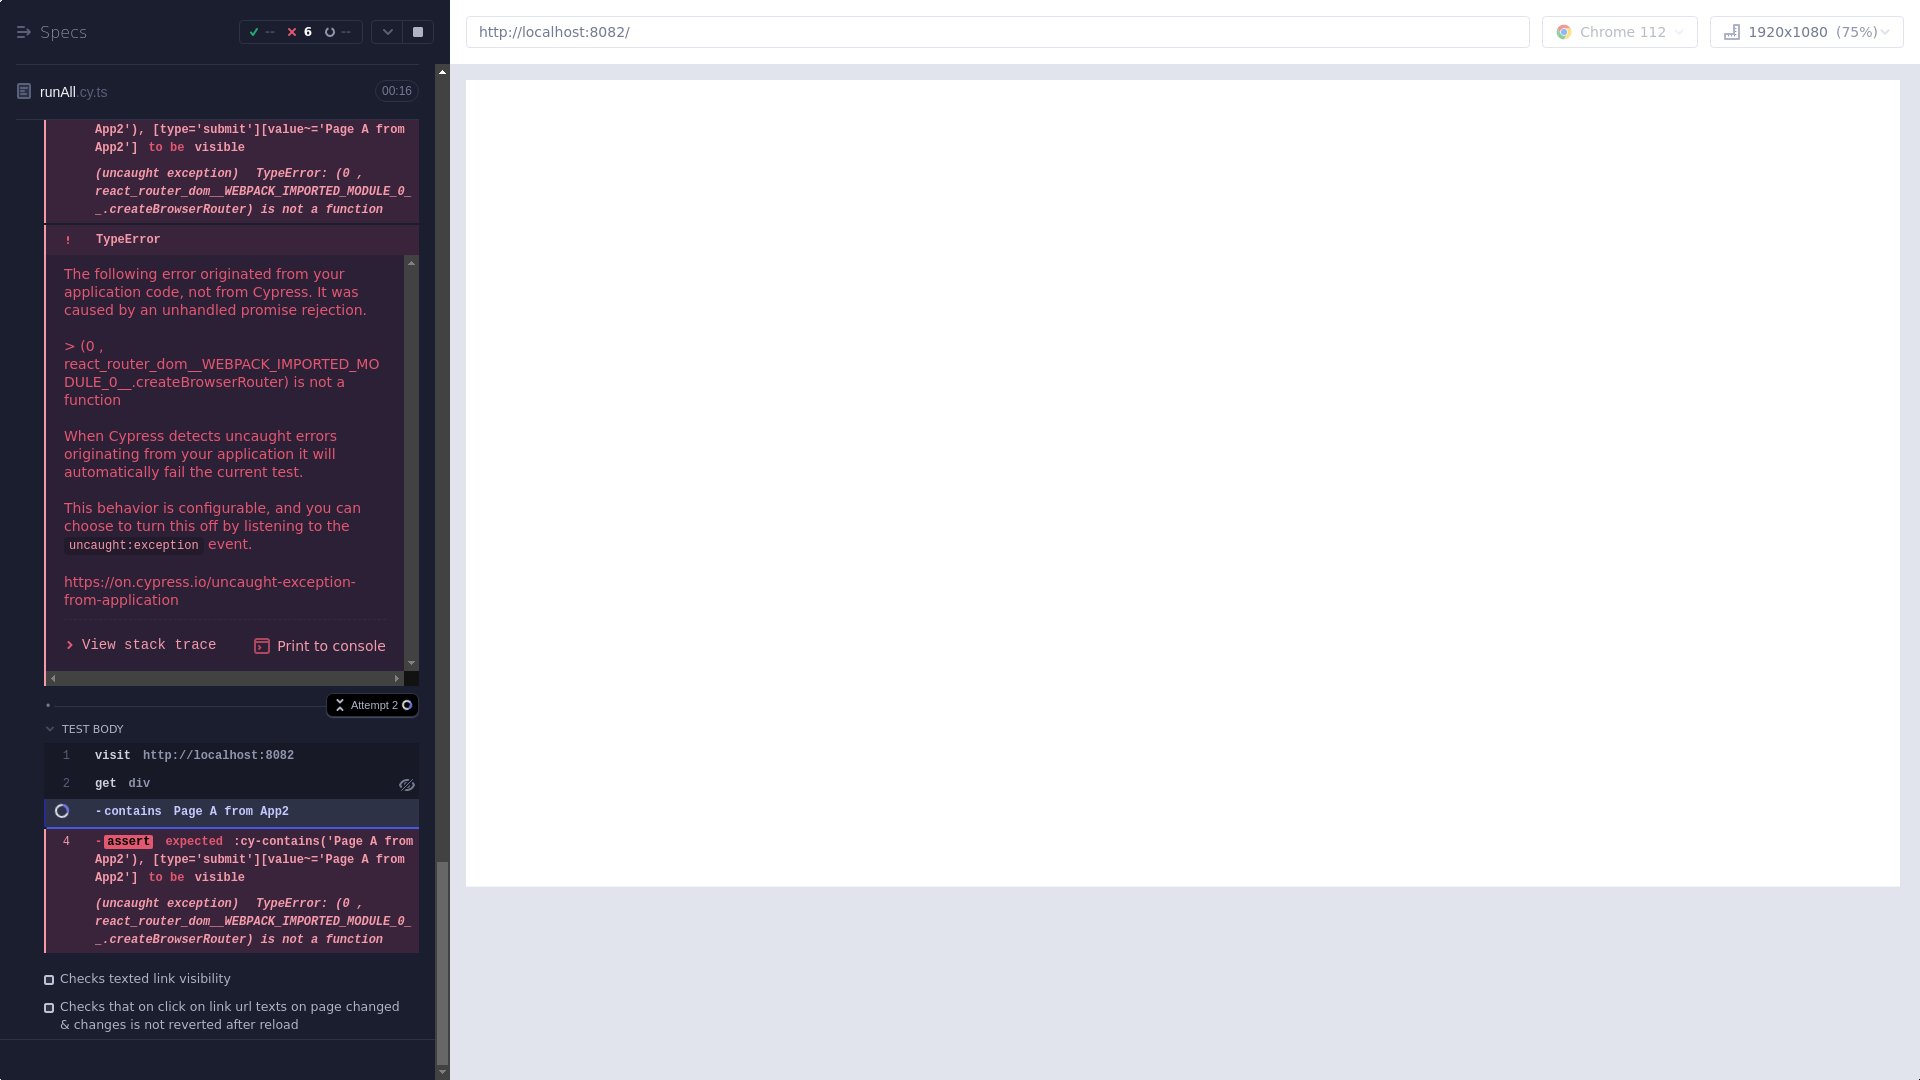 Specs
-- 6 --
runAll.cy.ts 00:16
App2'), [type='submit'][value~='Page A from
App2'] to be visible
(uncaught exception) TypeError: (0 ,
react_router_dom__WEBPACK_IMPORTED_MODULE_0_
_.createBrowserRouter) is not a function
! TypeError
The following error originated from your
application code, not from Cypress. It was
caused by an unhandled promise rejection.
> (0 ,
react_router_dom__WEBPACK_IMPORTED_MO
DULE_0__.createBrowserRouter) is not a
function
When Cypress detects uncaught errors
originating from your application it will
automatically fail the current test.
This behavior is configurable, and you can
choose to turn this off by listening to the
uncaught:exception event.
https://on.cypress.io/uncaught-exception-
from-application
View stack trace Print to console
Attempt 2
TEST BODY
1 visit http://localhost:8082
2 get div
-contains Page A from App2
4 -assert expected :cy-contains('Page A from
App2'), [type='submit'][value~='Page A from
App2'] to be visible
(uncaught exception) TypeError: (0 ,
react_router_dom__WEBPACK_IMPORTED_MODULE_0_
_.createBrowserRouter) is not a function
Checks texted link visibility
Checks that on click on link url texts on page changed
& changes is not reverted after reload
http://localhost:8082/
Chrome 112
1920x1080 (75%)